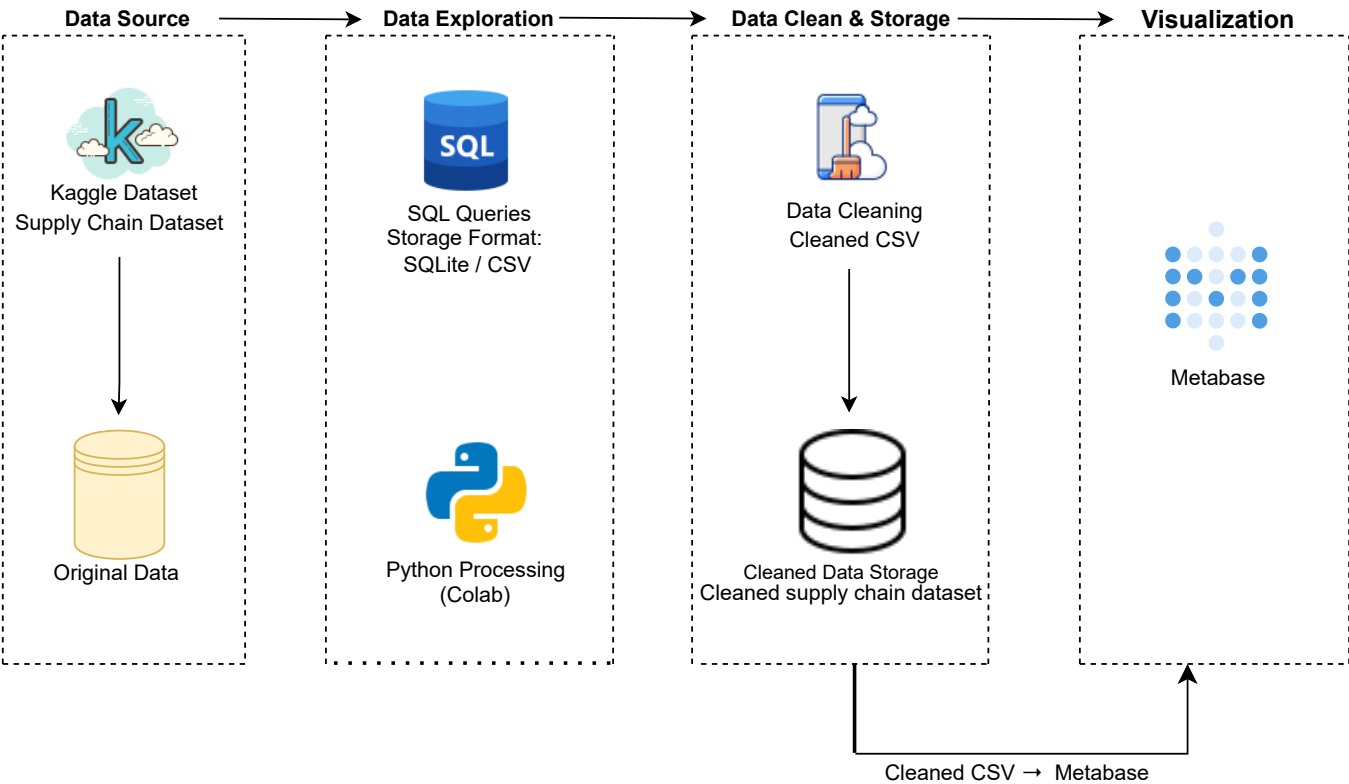 Data Source
Data Exploration
Data Clean & Storage
Visualization
k
Kaggle Dataset
Supply Chain Dataset
Original Data
SQL
SQL Queries
Storage Format:
SQLite / CSV
Python Processing
(Colab)
Data Cleaning
Cleaned CSV
Cleaned Data Storage
Cleaned supply chain dataset
Metabase
Cleaned CSV → Metabase